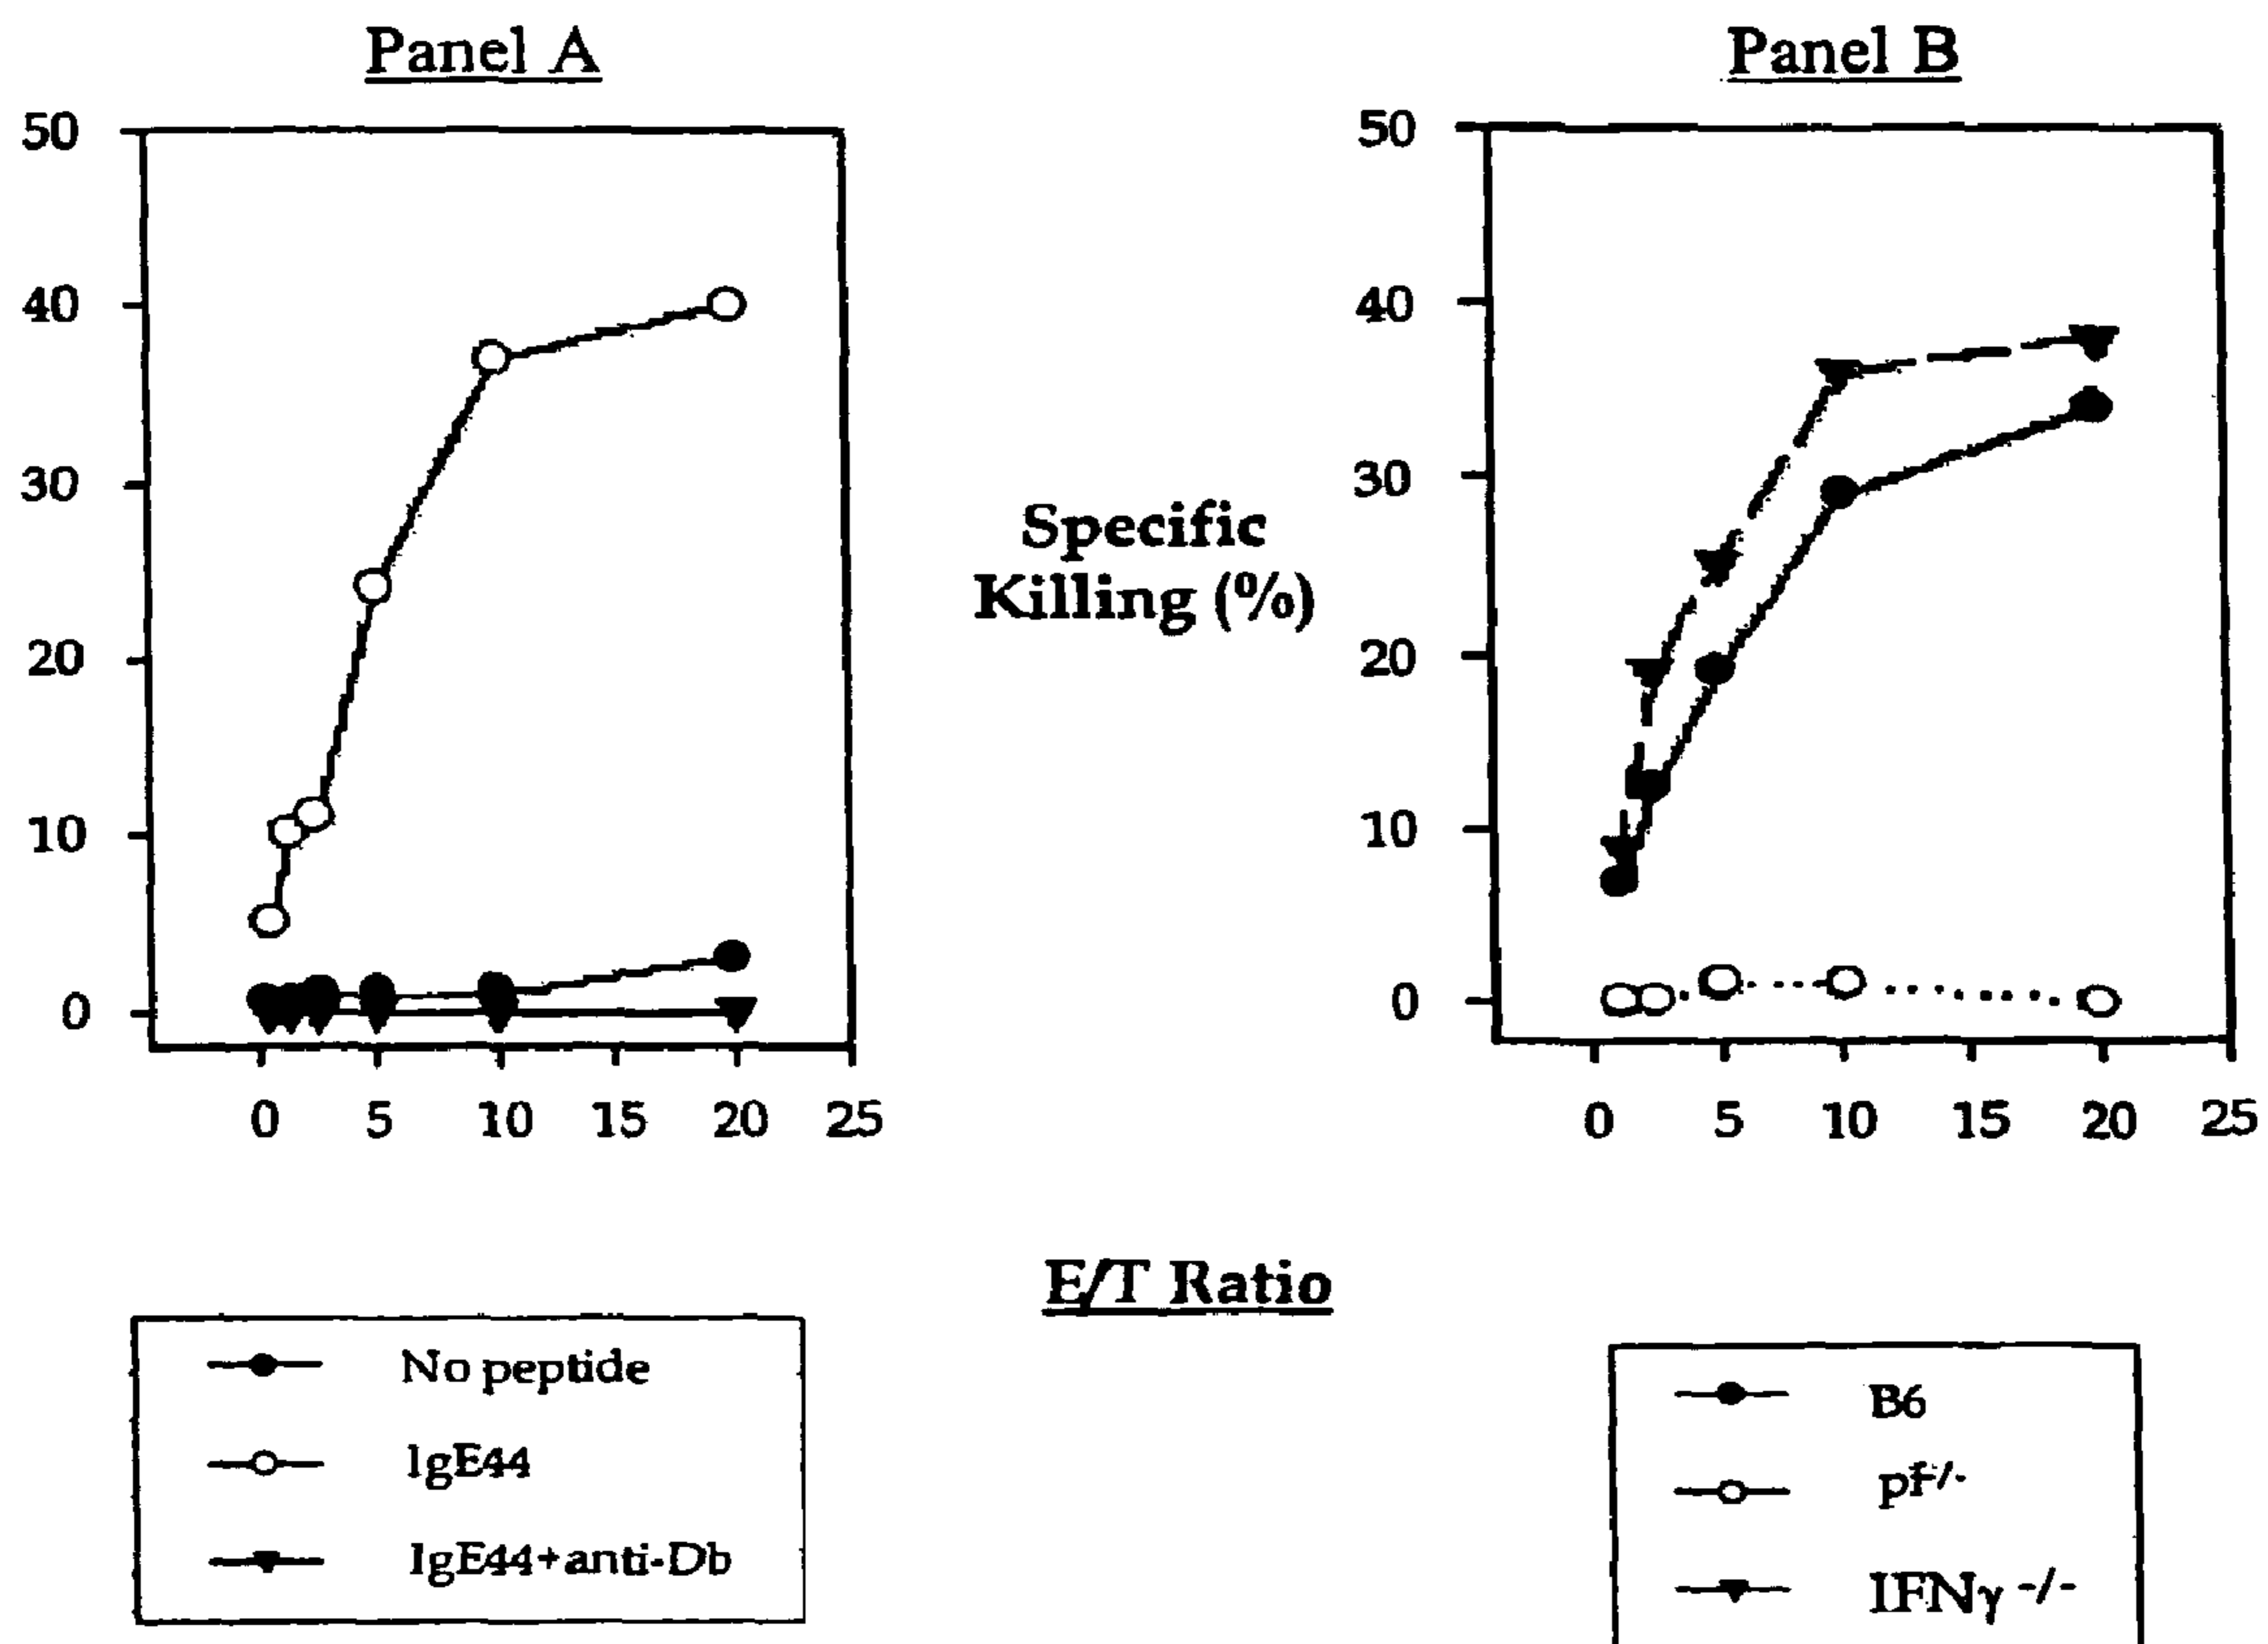 Panel A
50
40
30
20
10
0
0 5 10 15 20 25
Specific
Killing (%)
Panel B
50
40
30
20
10
0
0 5 10 15 20 25
E/T Ratio
No peptide
IgE44
IgE44+anti-Db
B6
pf-/-
IFNγ -/-